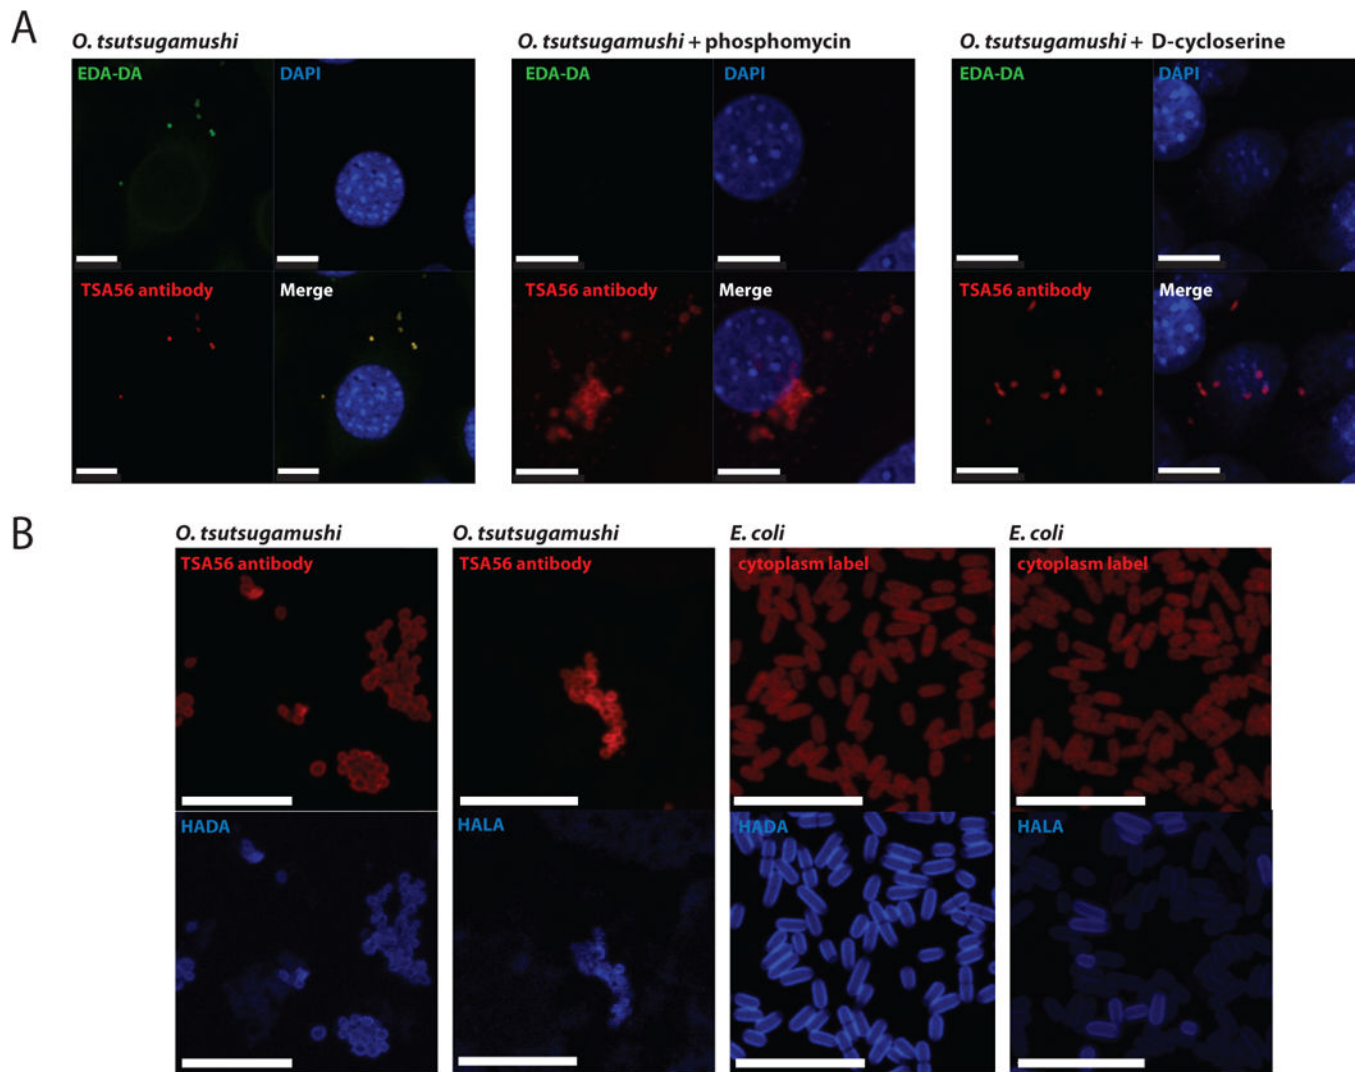 A
O. tsutsugamushi
O. tsutsugamushi + phosphomycin
O. tsutsugamushi + D-cycloserine
EDA-DA
DAPI
EDA-DA
DAPI
EDA-DA
DAPI
TSA56 antibody
Merge
TSA56 antibody
Merge
TSA56 antibody
Merge
B
O. tsutsugamushi
O. tsutsugamushi
E. coli
E. coli
TSA56 antibody
TSA56 antibody
cytoplasm label
cytoplasm label
HADA
HALA
HADA
HALA